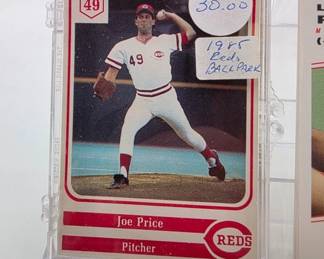 49
30.00
1985
Reds
BALLPARK
49
Joe Price
Pitcher
REDS